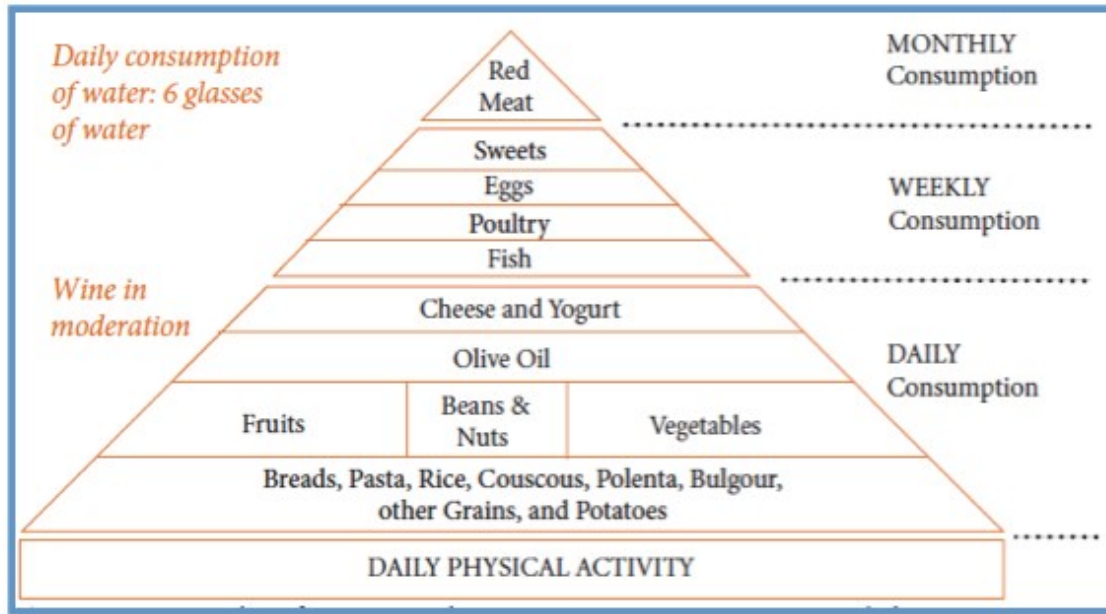 Daily consumption
of water: 6 glasses
of water
Red
Meat
MONTHLY
Consumption
Sweets
Eggs
Poultry
Fish
WEEKLY
Consumption
Wine in
moderation
Cheese and Yogurt
Olive Oil
Fruits
Beans &
Nuts
Vegetables
DAILY
Consumption
Breads, Pasta, Rice, Couscous, Polenta, Bulgour,
other Grains, and Potatoes
DAILY PHYSICAL ACTIVITY